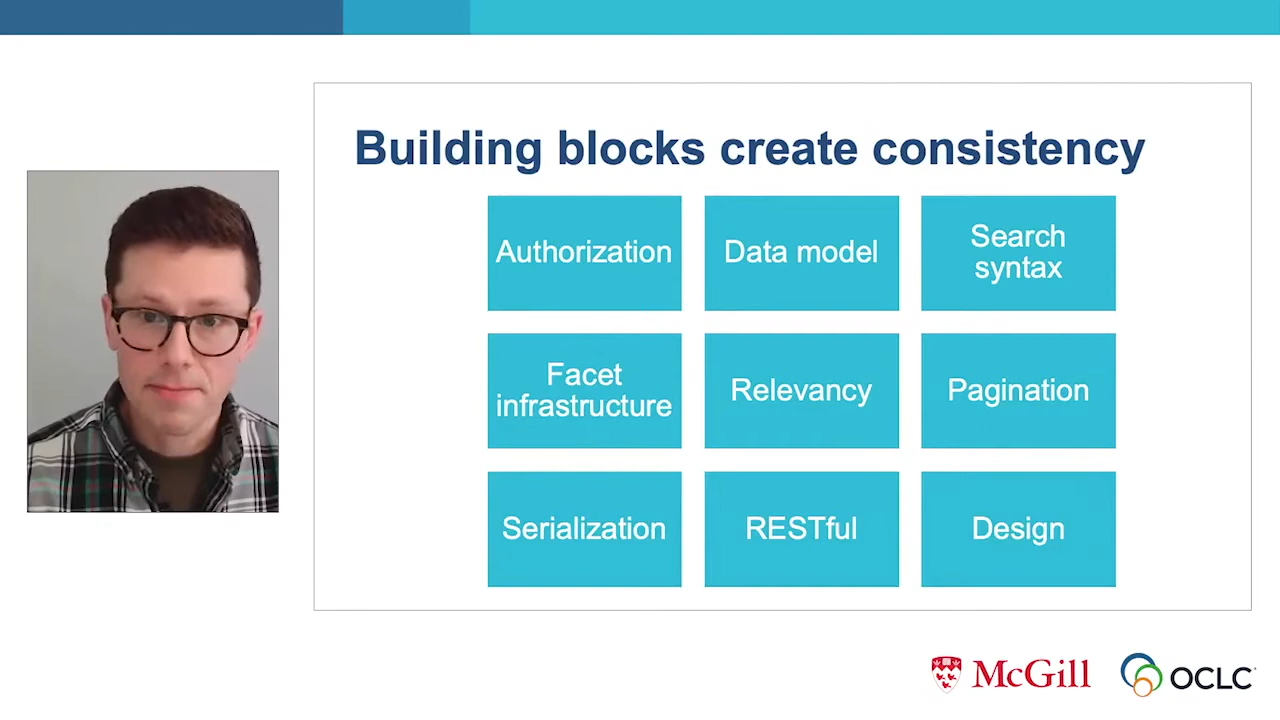 Building blocks create consistency
Authorization
Data model
Search
syntax
Facet
infrastructure
Relevancy
Pagination
Serialization
RESTful
Design
McGill
OCLC